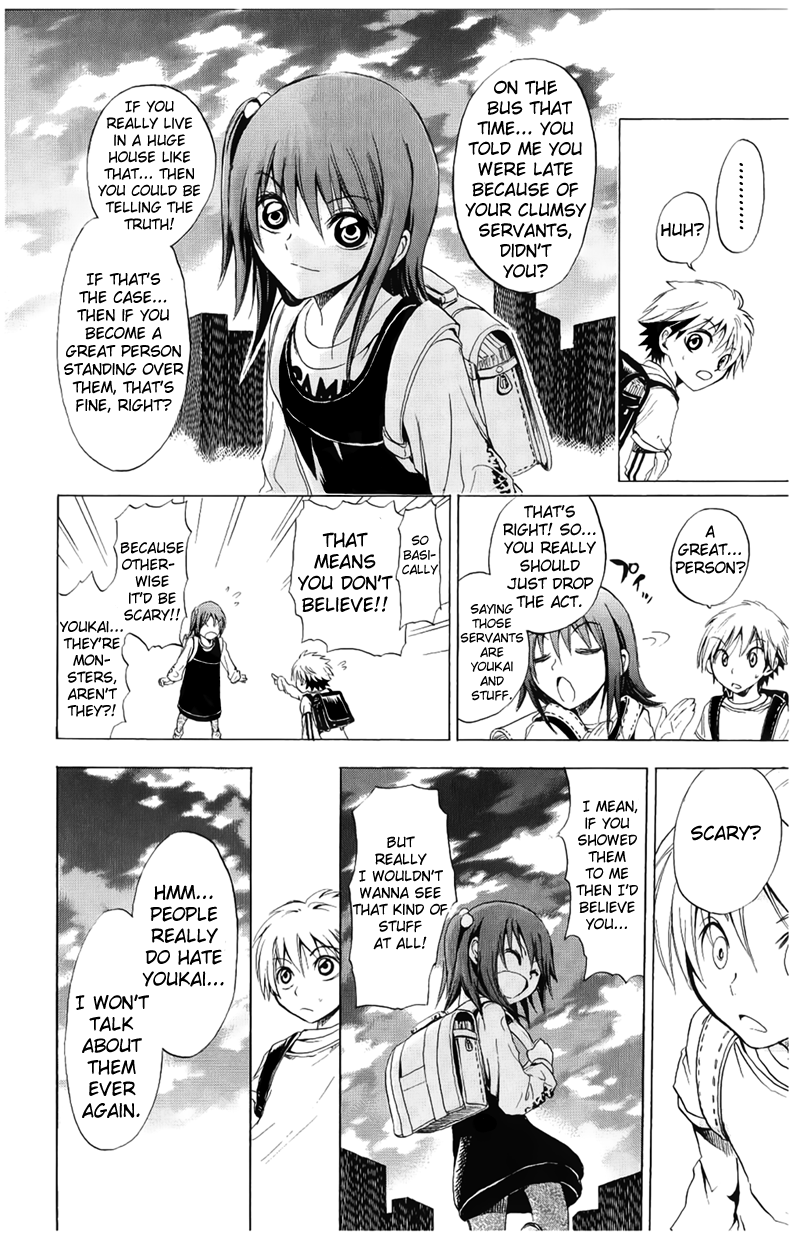 .........
HUH?
ON THE
BUS THAT
TIME... YOU
TOLD ME YOU
WERE LATE
BECAUSE OF
YOUR CLUMSY
SERVANTS,
DIDN'T
YOU?
IF YOU
REALLY LIVE
IN A HUGE
HOUSE LIKE
THAT... THEN
YOU COULD BE
TELLING THE
TRUTH!
IF THAT'S
THE CASE...
THEN IF YOU
BECOME A
GREAT PERSON
STANDING OVER
THEM, THAT'S
FINE, RIGHT?
A
GREAT...
PERSON?
THAT'S
RIGHT! SO...
YOU REALLY
SHOULD
JUST DROP
THE ACT.
SAYING
THOSE
SERVANTS
ARE
YOUKAI
AND
STUFF.
SO
BASI-
CALLY
THAT
MEANS
YOU DON'T
BELIEVE!!
BECAUSE
OTHER-
WISE
IT'D BE
SCARY!!
YOUKAI...
THEY'RE
MON-
STERS,
AREN'T
THEY?!
SCARY?
I MEAN,
IF YOU
SHOWED
THEM
TO ME
THEN I'D
BELIEVE
YOU...
BUT
REALLY
I WOULDN'T
WANNA SEE
THAT KIND OF
STUFF
AT ALL!
HMM...
PEOPLE
REALLY
DO HATE
YOUKAI...
I WON'T
TALK
ABOUT
THEM
EVER
AGAIN.